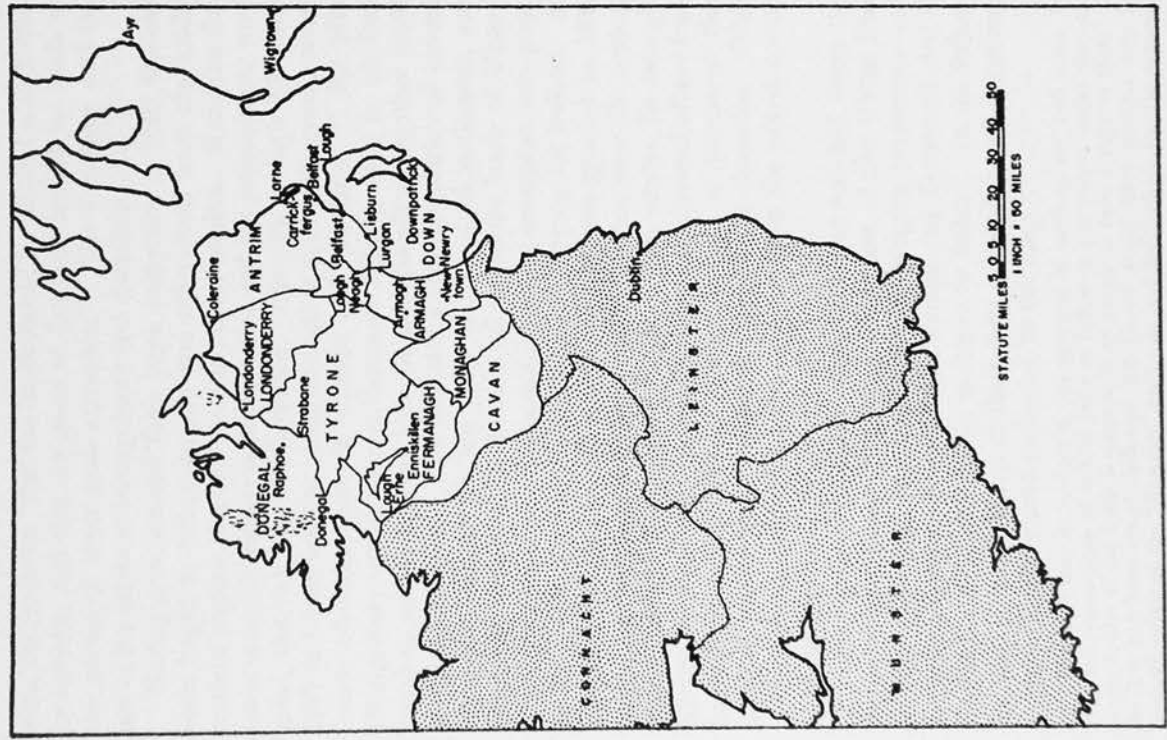 Ayr
Wigtown
Coleraine
Larne
ANTRIM
Carrick-
fergus
Belfast
Lough
Londonderry
LONDONDERRY
Belfast
Lough
Neagh
Lisburn
Lurgan
Downpatrick
DOWN
Newry
New-
town
Armagh
ARMAGH
Strabane
TYRONE
MONAGHAN
DONEGAL
Raphoe
Donegal
Lough
Erne
Enniskillen
FERMANAGH
CAVAN
Dublin
LEINSTER
CONNACHT
MUNSTER
5 0 5 10 20 30 40 50
STATUTE MILES
1 INCH = 50 MILES